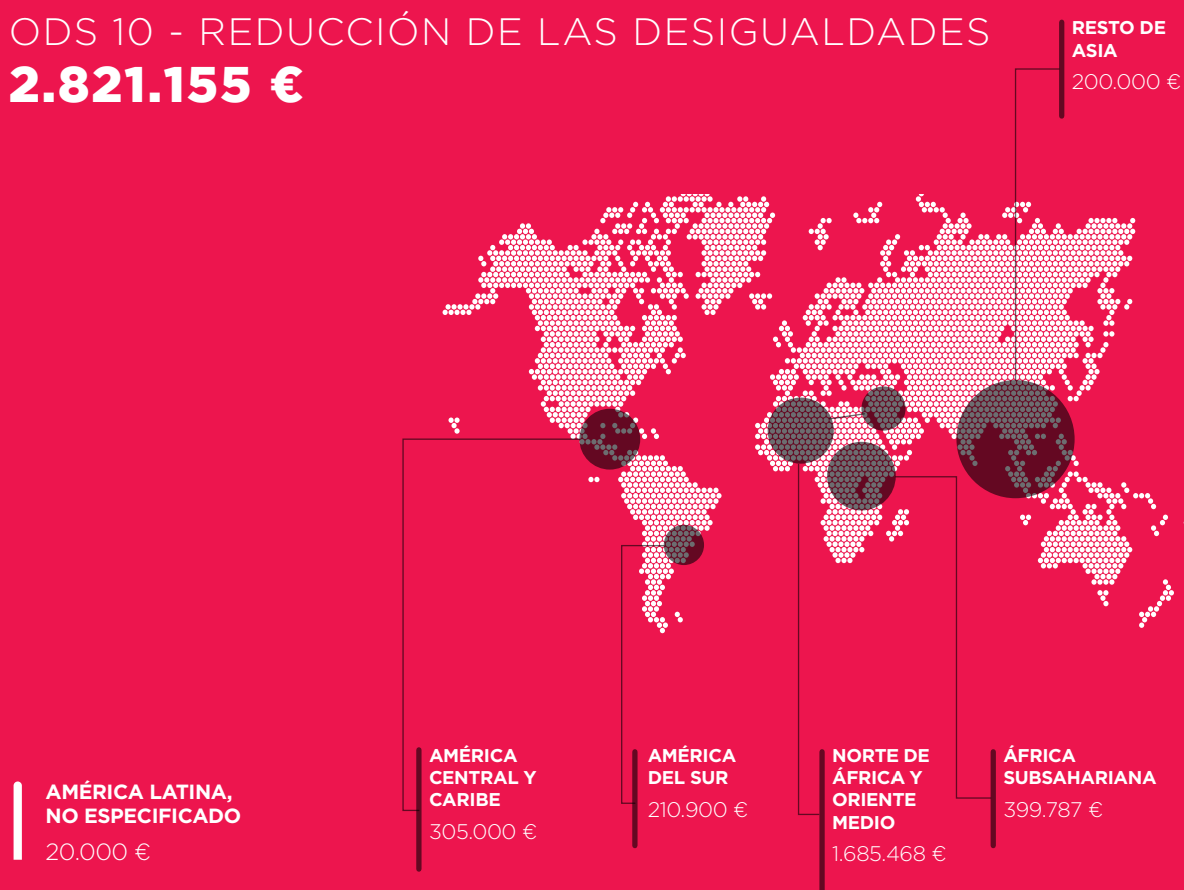 ODS 10 - REDUCCIÓN DE LAS DESIGUALDADES
2.821.155 €
RESTO DE
ASIA
200.000 €
AMÉRICA LATINA,
NO ESPECIFICADO
20.000 €
AMÉRICA
CENTRAL Y
CARIBE
305.000 €
AMÉRICA
DEL SUR
210.900 €
NORTE DE
ÁFRICA Y
ORIENTE
MEDIO
1.685.468 €
ÁFRICA
SUBSAHARIANA
399.787 €